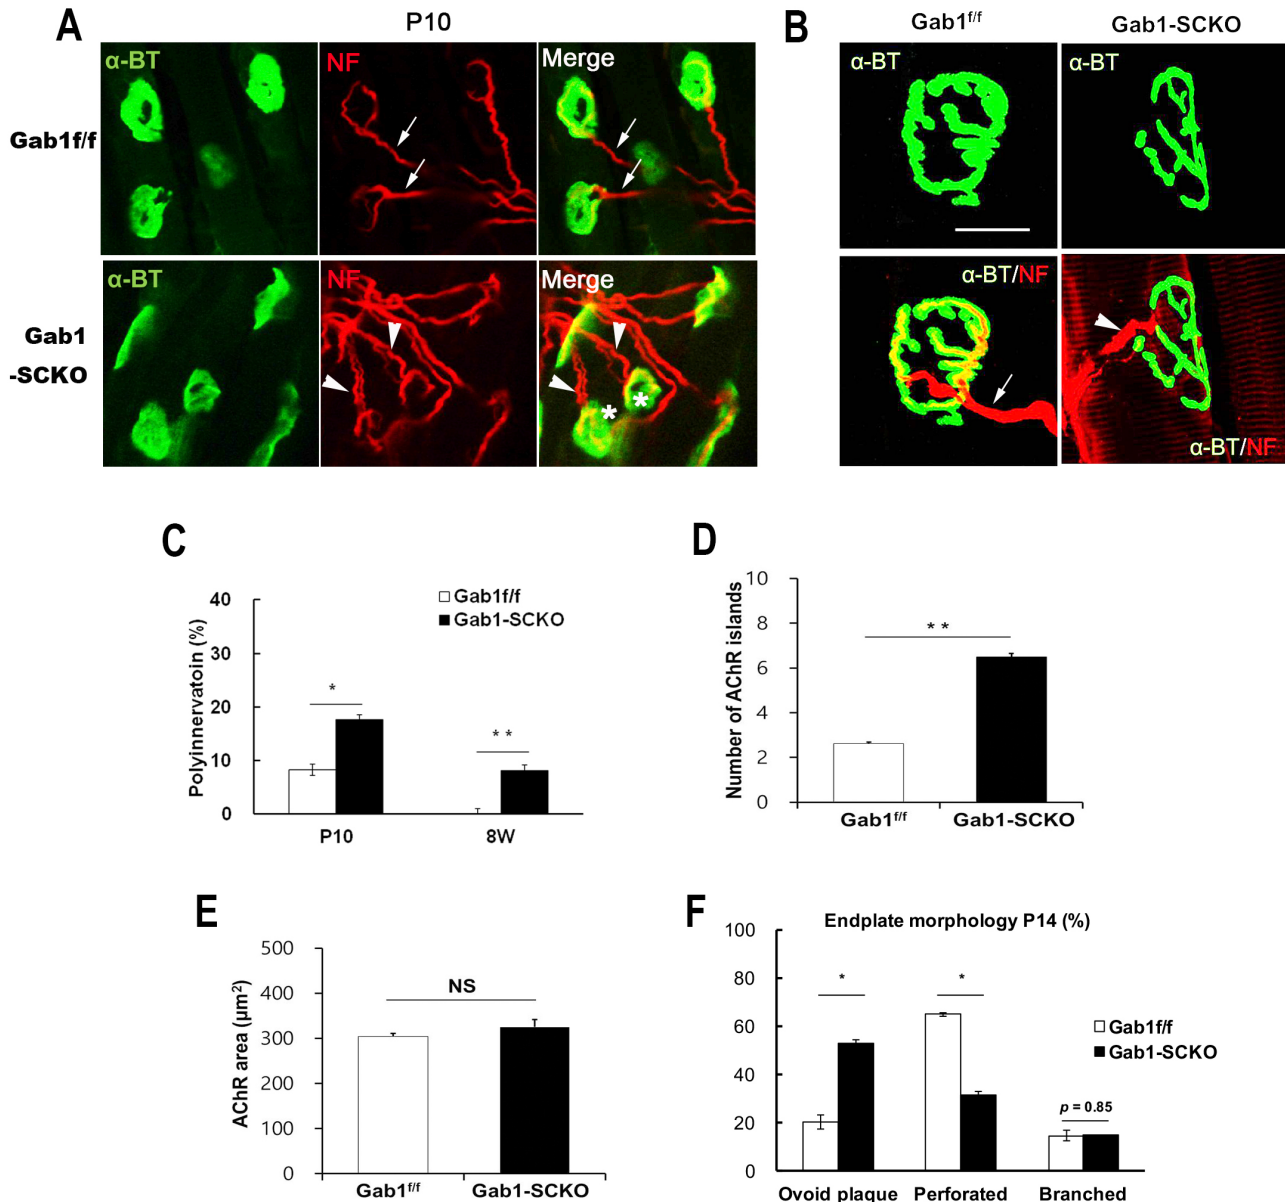 A
P10
α-BT
NF
Merge
Gab1f/f
α-BT
NF
Merge
Gab1
-SCKO
*
*
B
Gab1f/f
Gab1-SCKO
α-BT
α-BT
α-BT/NF
α-BT/NF
C
Gab1f/f
Gab1-SCKO
Polyinnervatoin (%)
40
30
20
10
0
*
* *
P10
8W
D
Number of AChR islands
10
8
6
4
2
0
* *
Gab1f/f
Gab1-SCKO
E
AChR area (µm²)
500
400
300
200
100
0
NS
Gab1f/f
Gab1-SCKO
F
Endplate morphology P14 (%)
100
80
60
40
20
0
*
*
p = 0.85
Gab1f/f
Gab1-SCKO
Ovoid plaque
Perforated
Branched